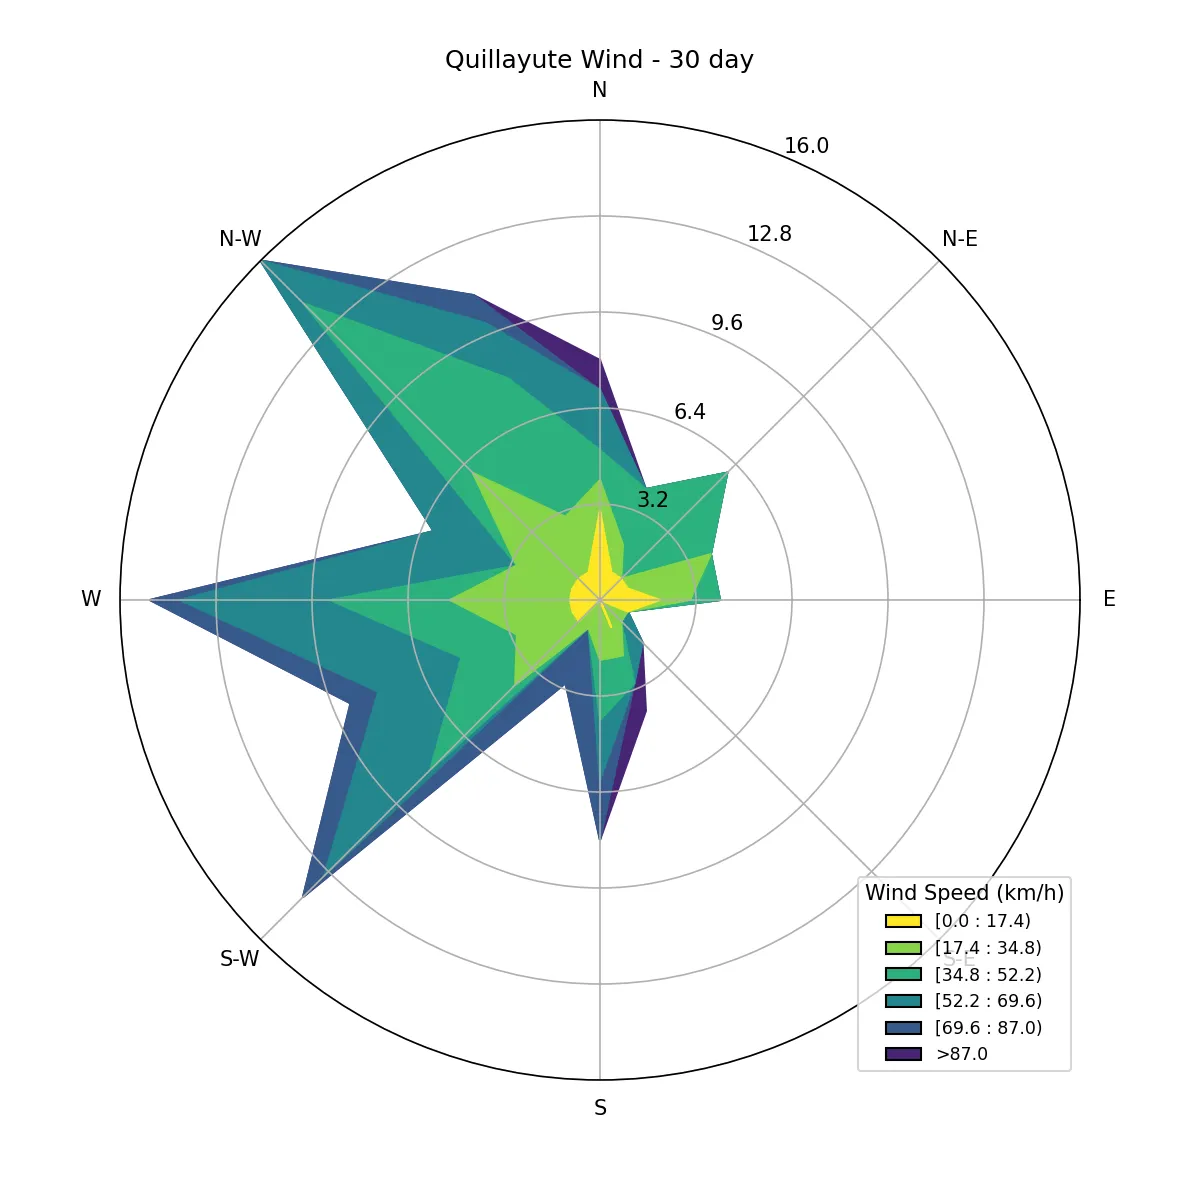 Quillayute Wind - 30 day
N
16.0
12.8
N-W
N-E
9.6
6.4
3.2
W
E
Wind Speed (km/h)
[0.0 : 17.4)
[17.4 : 34.8)
S-W
S-E
[34.8 : 52.2)
[52.2 : 69.6)
[69.6 : 87.0)
>87.0
S